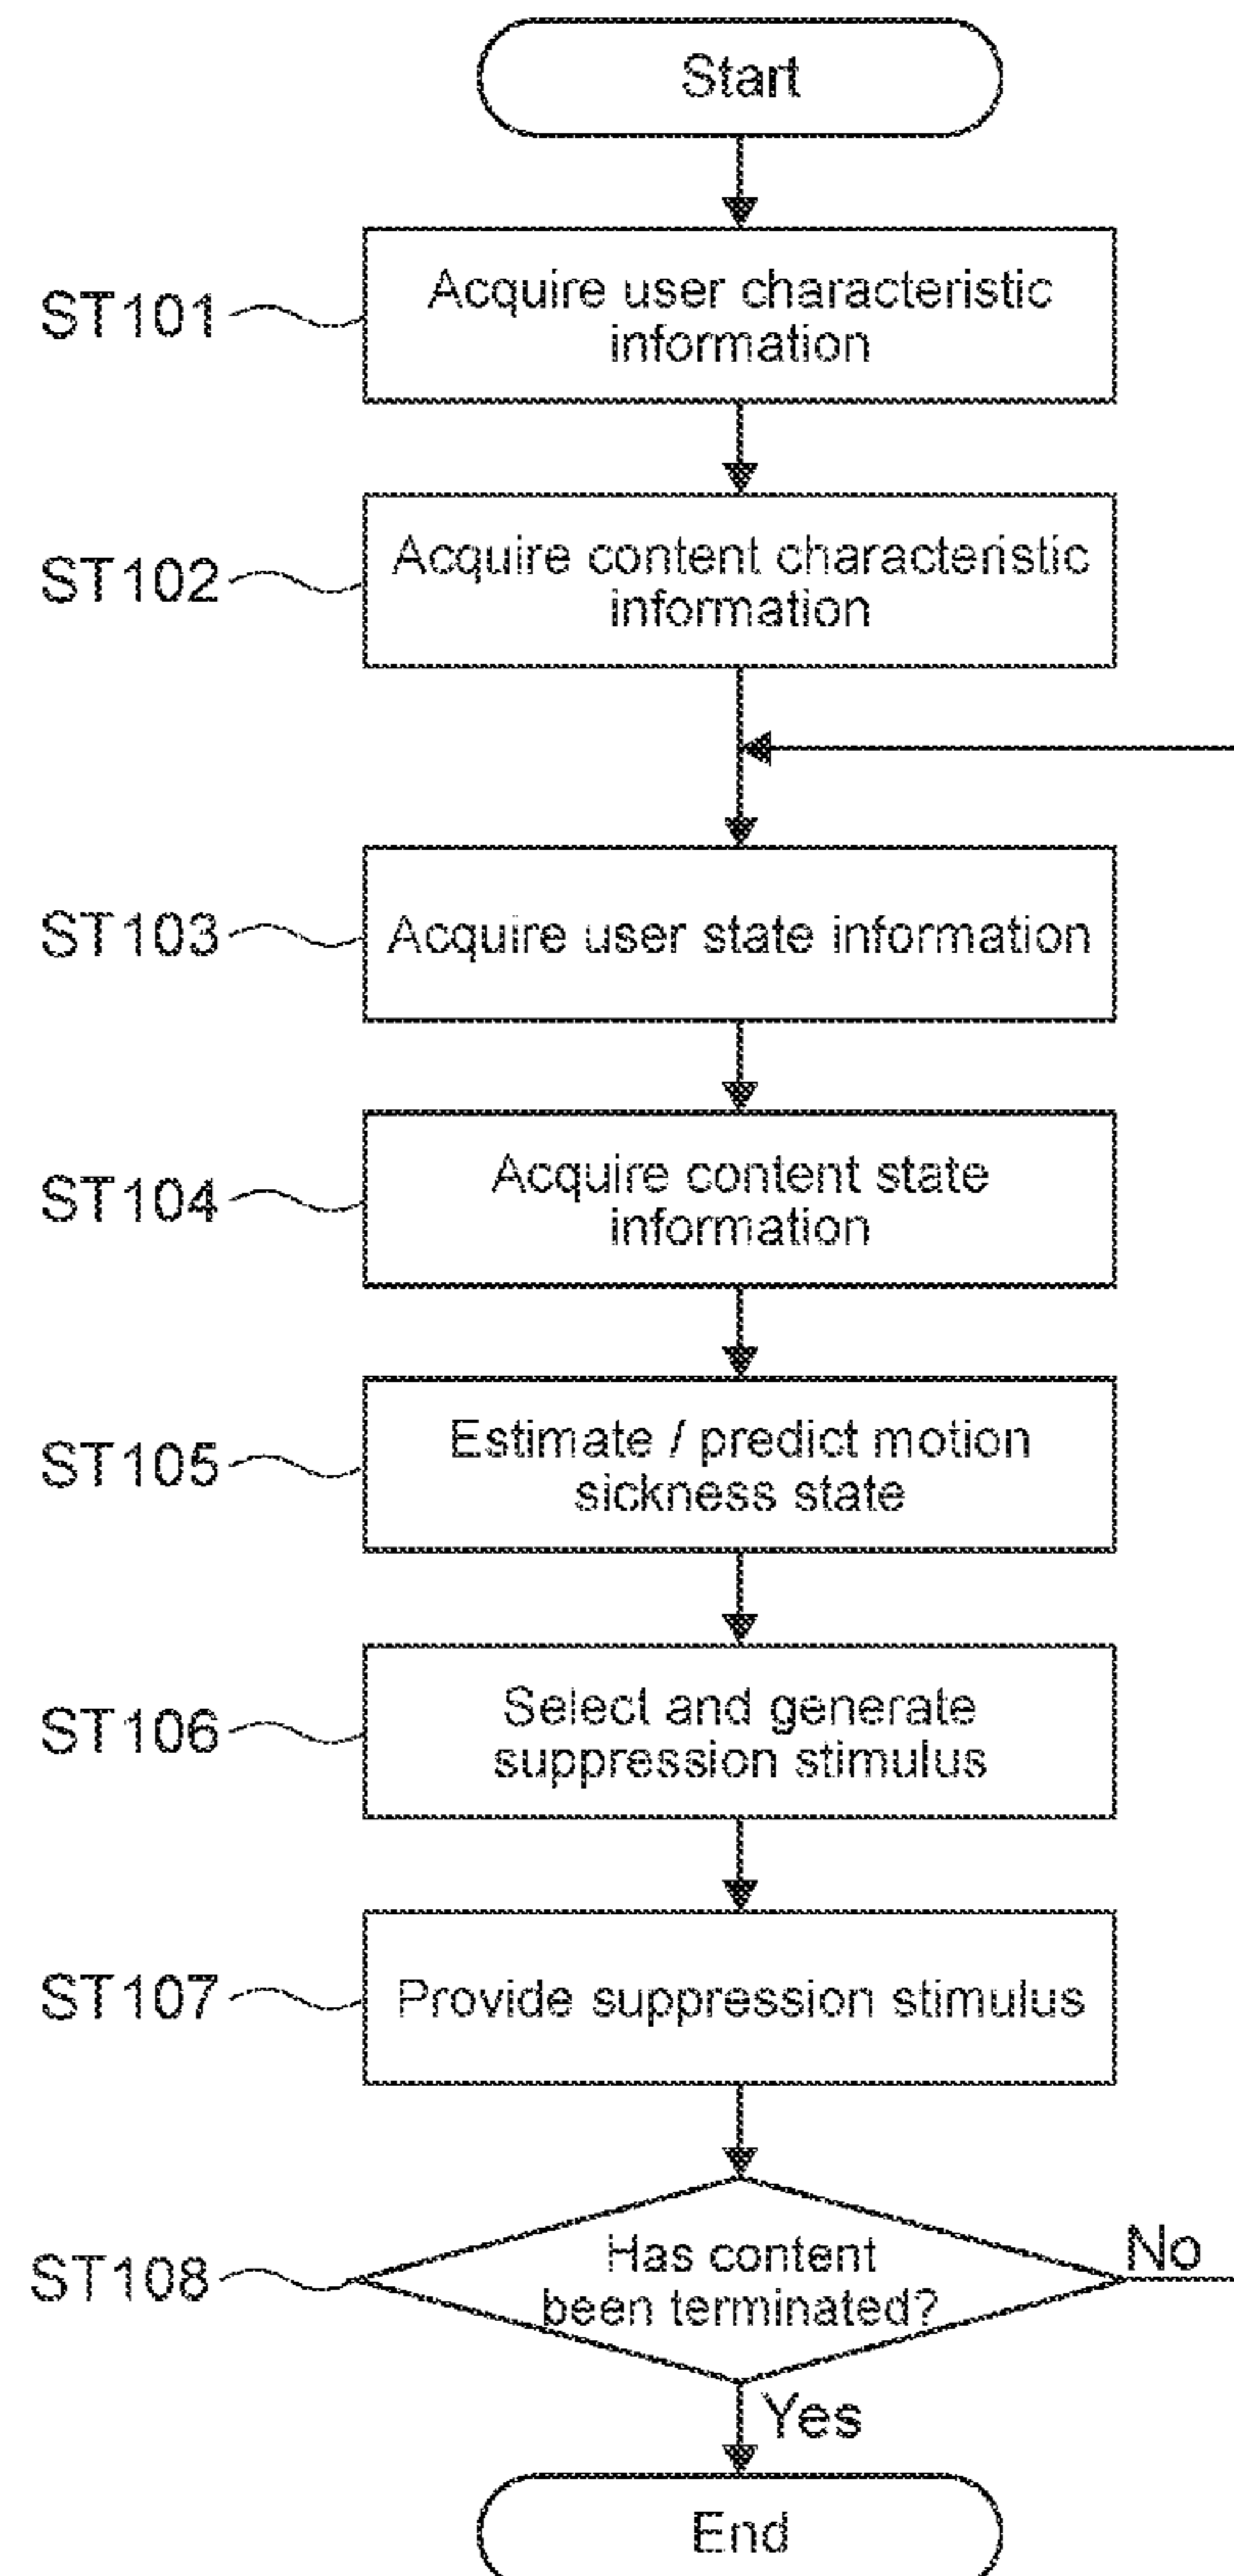 Start
ST101
Acquire user characteristic
information
ST102
Acquire content characteristic
information
ST103
Acquire user state information
ST104
Acquire content state
information
ST105
Estimate / predict motion
sickness state
ST106
Select and generate
suppression stimulus
ST107
Provide suppression stimulus
ST108
Has content
been terminated?
No
Yes
End